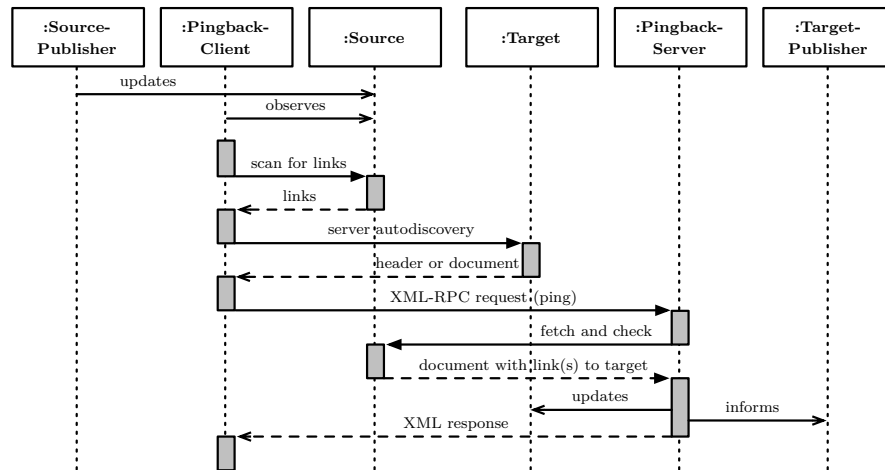 :Source-
Publisher
:Pingback-
Client
:Source
:Target
:Pingback-
Server
:Target-
Publisher
updates
observes
scan for links
links
server autodiscovery
header or document
XML-RPC request (ping)
fetch and check
document with link(s) to target
updates
informs
XML response